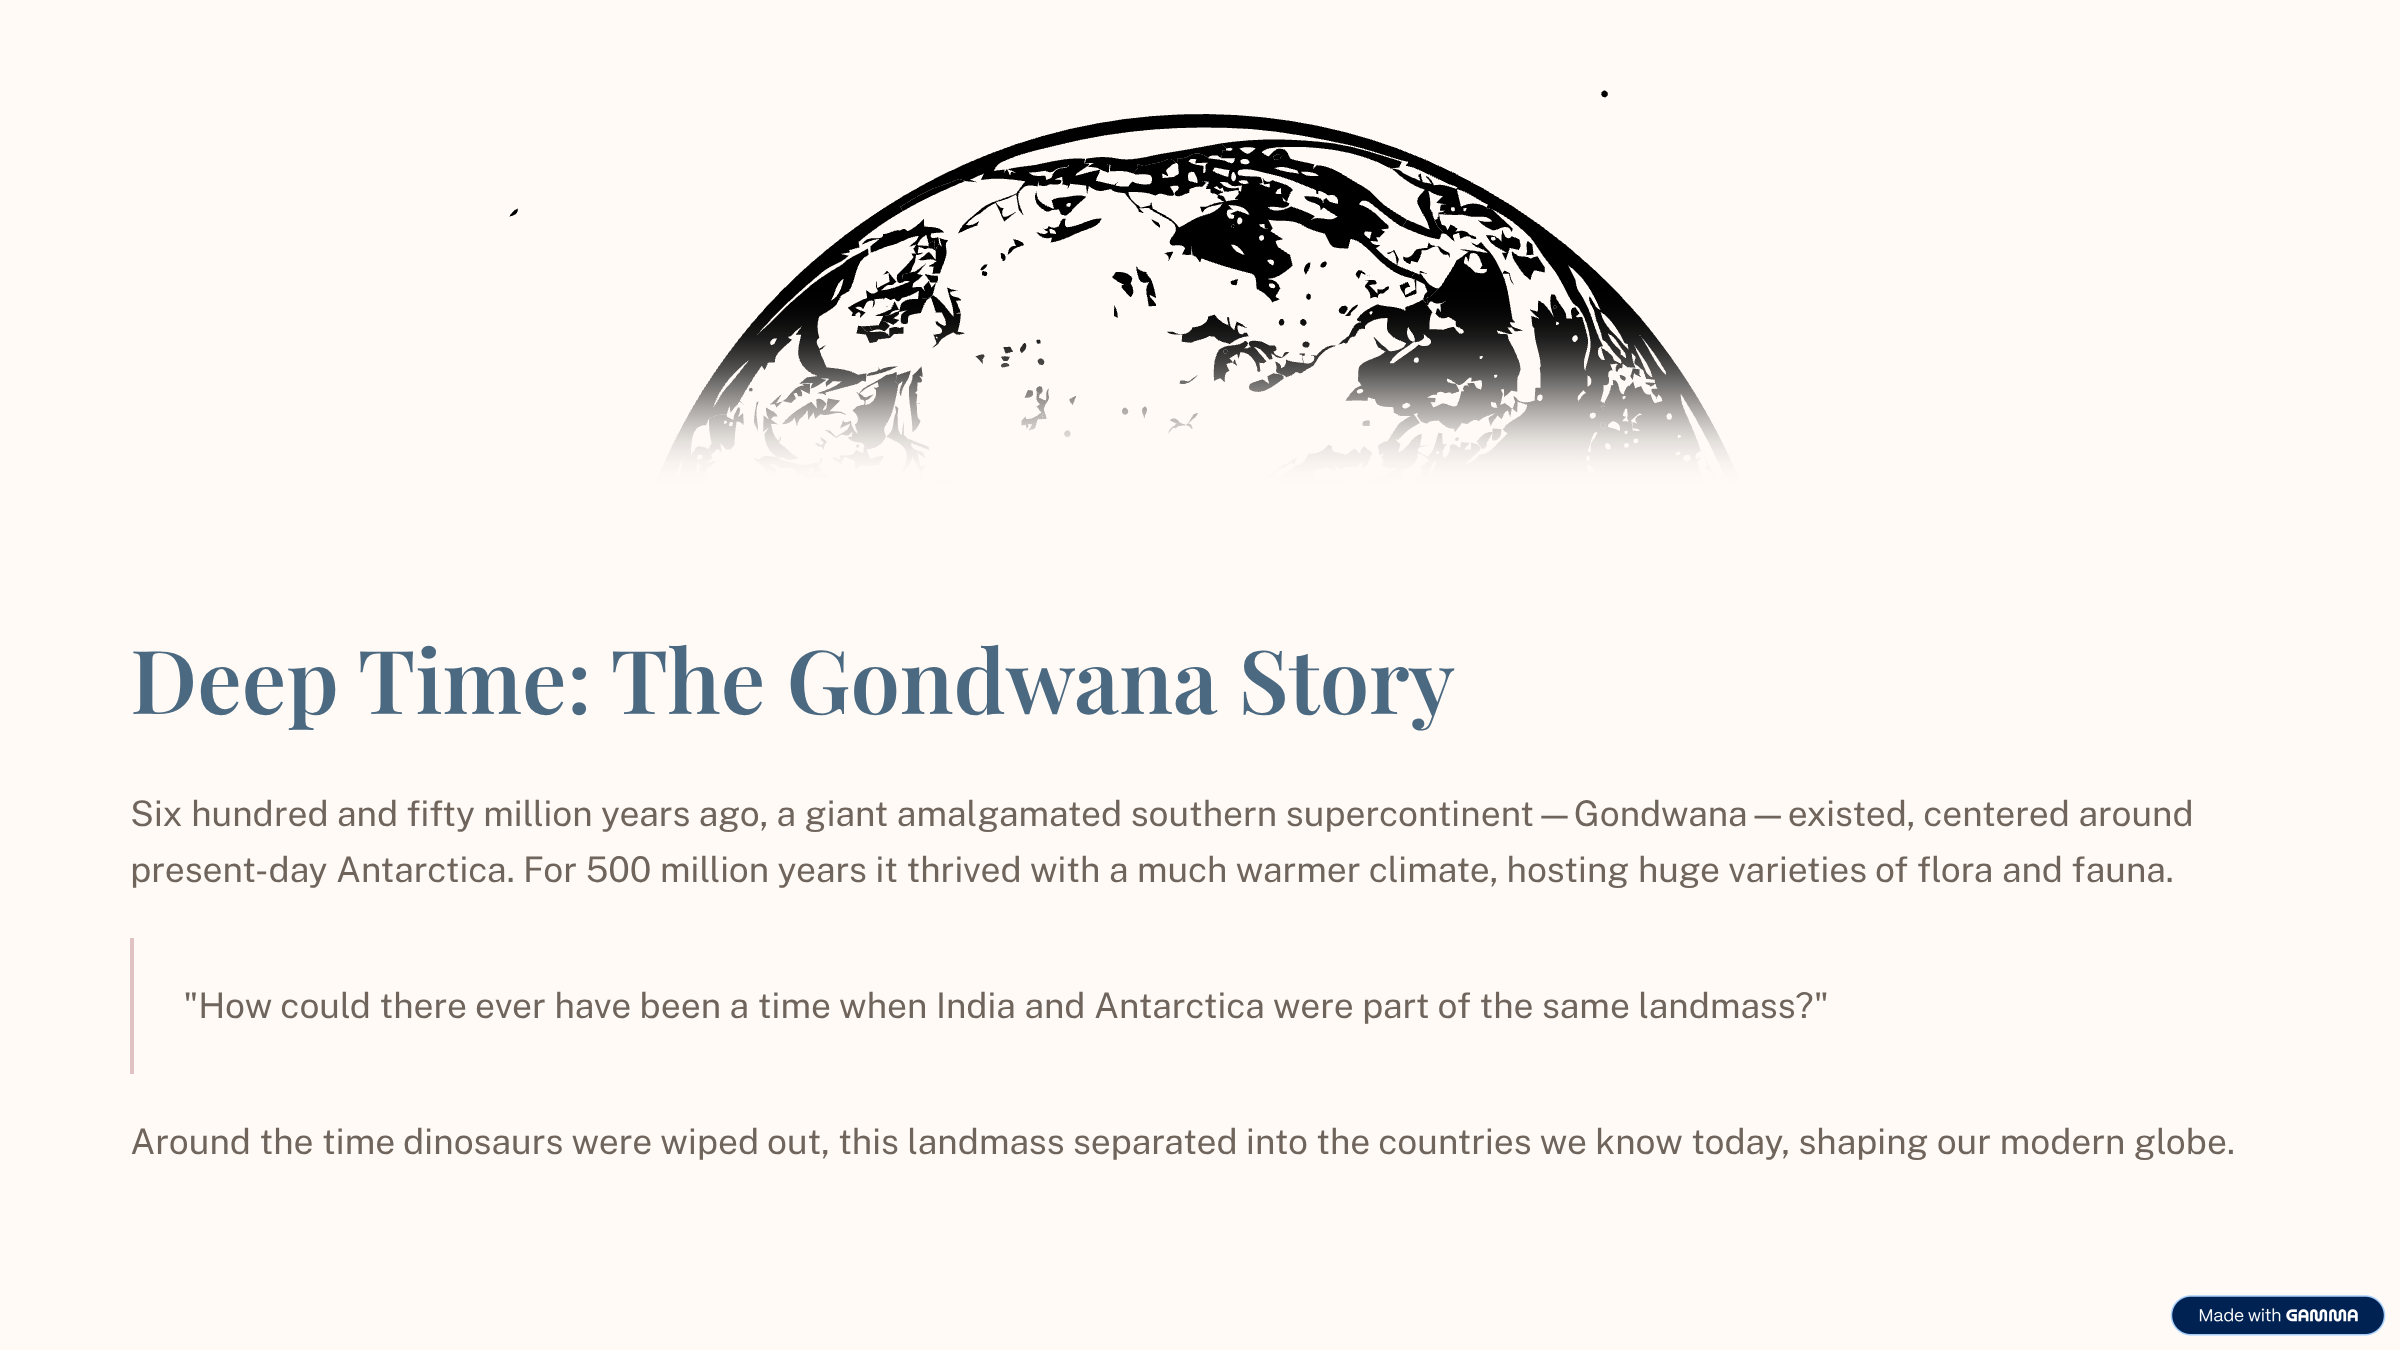 Deep Time: The Gondwana Story
Six hundred and fifty million years ago, a giant amalgamated southern supercontinent — Gondwana — existed, centered around
present-day Antarctica. For 500 million years it thrived with a much warmer climate, hosting huge varieties of flora and fauna.
"How could there ever have been a time when India and Antarctica were part of the same landmass?"
Around the time dinosaurs were wiped out, this landmass separated into the countries we know today, shaping our modern globe.
Made with GAMMA